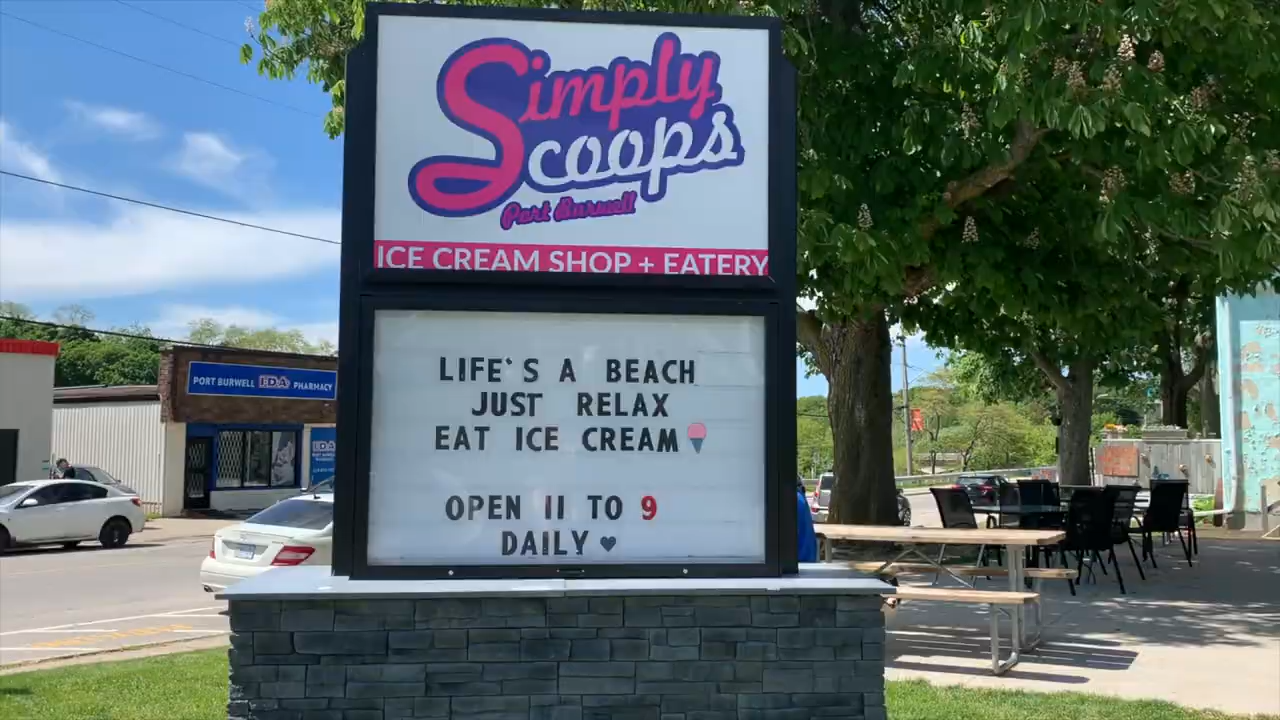 Simply
Scoops
Port Burwell
ICE CREAM SHOP + EATERY
LIFE'S A BEACH
JUST RELAX
EAT ICE CREAM
OPEN 11 TO 9
DAILY
PORT BURWELL IDA PHARMACY
IDA